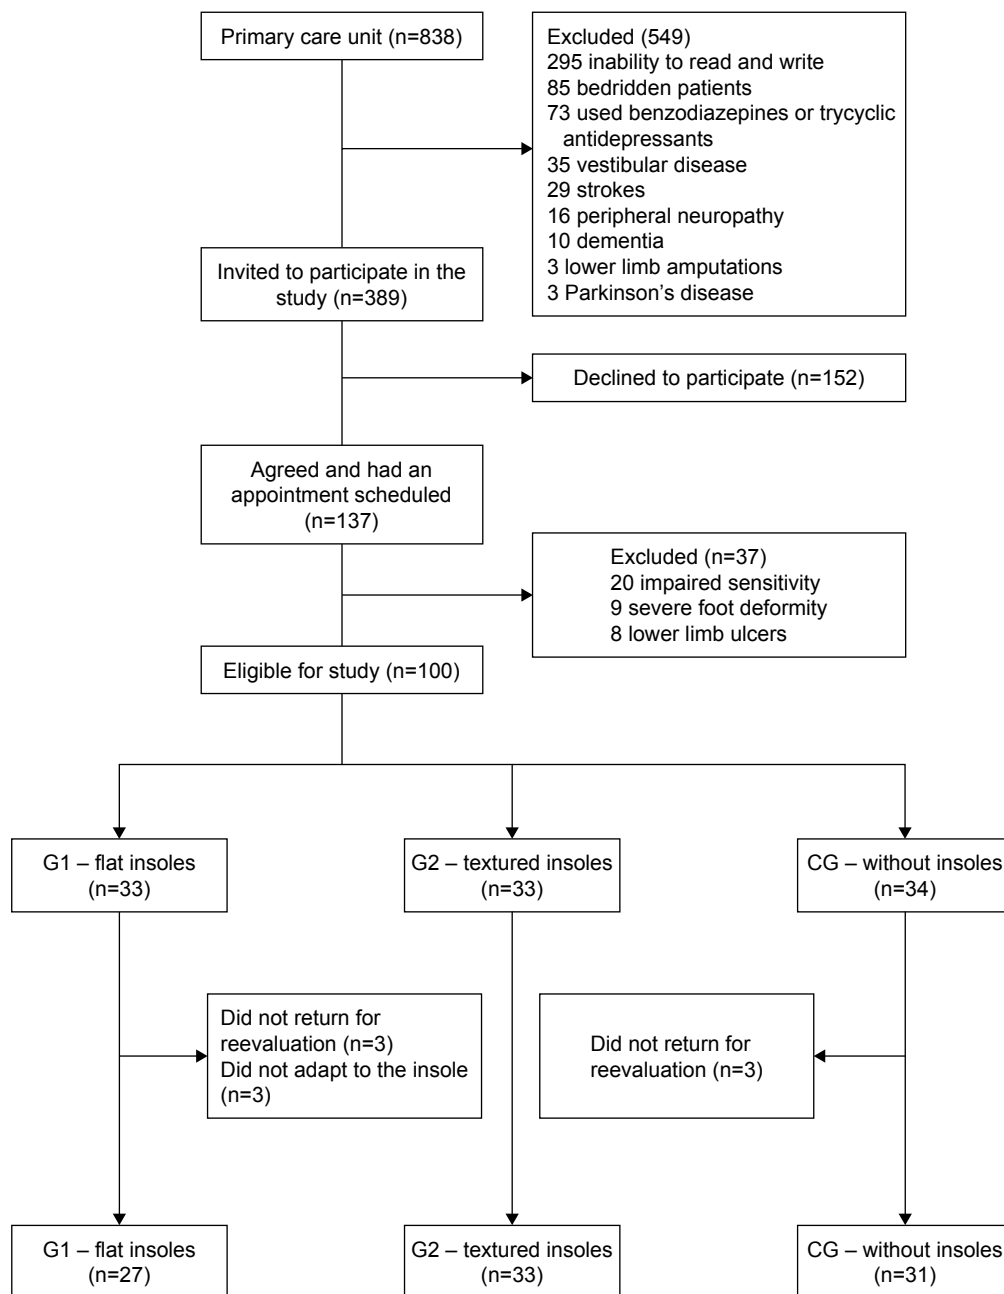 Primary care unit (n=838)
Excluded (549)
295 inability to read and write
85 bedridden patients
73 used benzodiazepines or trycyclic
antidepressants
35 vestibular disease
29 strokes
16 peripheral neuropathy
10 dementia
3 lower limb amputations
3 Parkinson's disease
Invited to participate in the
study (n=389)
Declined to participate (n=152)
Agreed and had an
appointment scheduled
(n=137)
Excluded (n=37)
20 impaired sensitivity
9 severe foot deformity
8 lower limb ulcers
Eligible for study (n=100)
G1 – flat insoles
(n=33)
G2 – textured insoles
(n=33)
CG – without insoles
(n=34)
Did not return for
reevaluation (n=3)
Did not adapt to the insole
(n=3)
Did not return for
reevaluation (n=3)
G1 – flat insoles
(n=27)
G2 – textured insoles
(n=33)
CG – without insoles
(n=31)